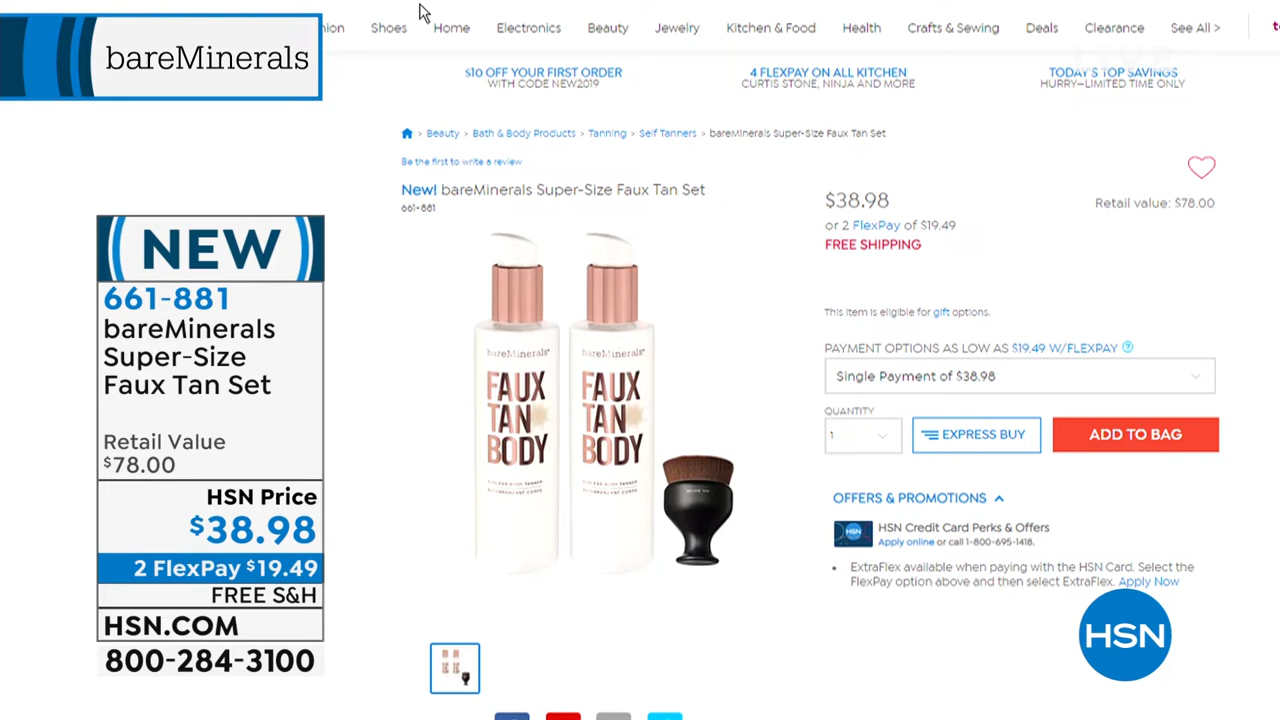 bareMinerals
Shoes Home Electronics Beauty Jewelry Kitchen & Food Health Crafts & Sewing Deals Clearance See All >
$10 OFF YOUR FIRST ORDER
WITH CODE NEW2019
4 FLEXPAY ON ALL KITCHEN
CURTIS STONE, NINJA AND MORE
TODAY'S TOP SAVINGS
HURRY—LIMITED TIME ONLY
> Beauty > Bath & Body Products > Tanning > Self Tanners > bareMinerals Super-Size Faux Tan Set
Be the first to write a review
New! bareMinerals Super-Size Faux Tan Set
661-881
$38.98
Retail value: $78.00
or 2 FlexPay of $19.49
FREE SHIPPING
This item is eligible for gift options.
PAYMENT OPTIONS AS LOW AS $19.49 W/FLEXPAY ?
Single Payment of $38.98
QUANTITY
1
EXPRESS BUY
ADD TO BAG
OFFERS & PROMOTIONS
HSN
HSN Credit Card Perks & Offers
Apply online or call 1-800-695-1418.
• ExtraFlex available when paying with the HSN Card. Select the
FlexPay option above and then select ExtraFlex. Apply Now
bareMinerals
FAUX
TAN
BODY
bareMinerals
FAUX
TAN
BODY
NEW
661-881
bareMinerals
Super-Size
Faux Tan Set
Retail Value
$78.00
HSN Price
$38.98
2 FlexPay $19.49
FREE S&H
HSN.COM
800-284-3100
HSN